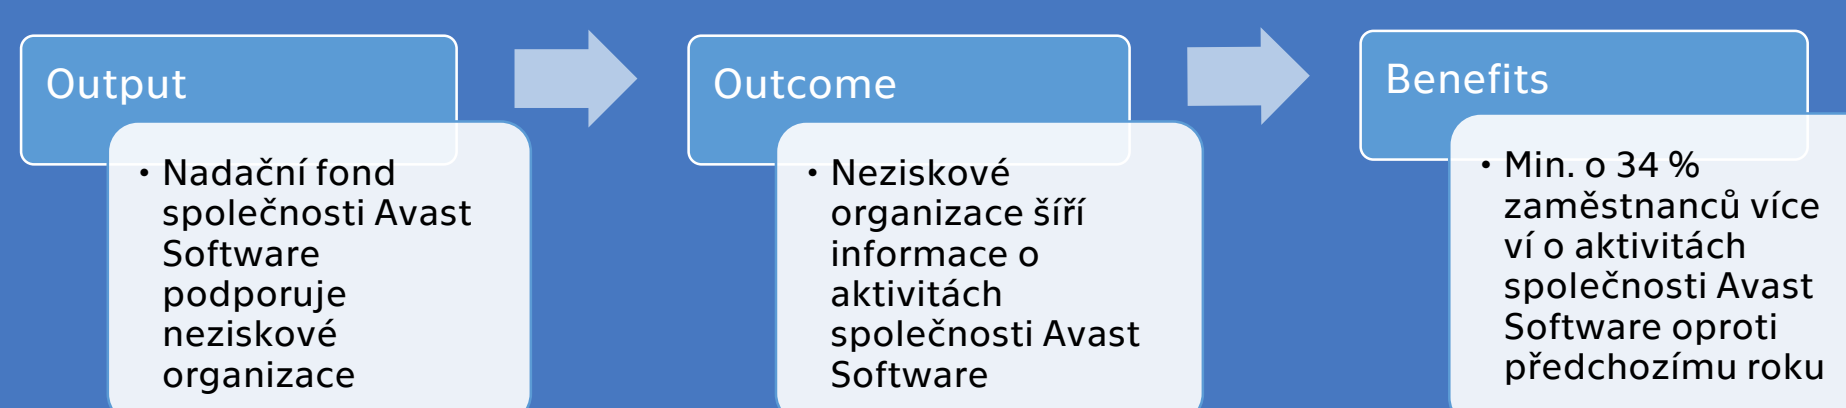 Output
• Nadační fond
společnosti Avast
Software
podporuje
neziskové
organizace
Outcome
• Neziskové
organizace šíří
informace o
aktivitách
společnosti Avast
Software
Benefits
• Min. o 34 %
zaměstnanců více
ví o aktivitách
společnosti Avast
Software oproti
předchozímu roku